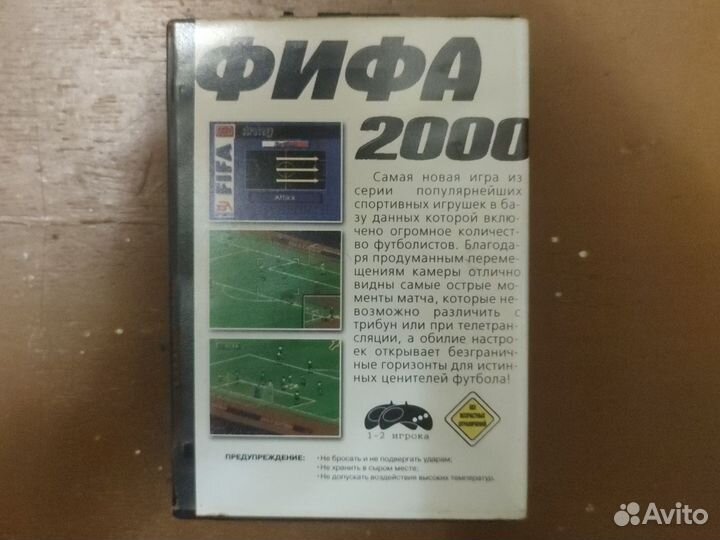 ФИФА
2000
FIFA
Attack
Самая новая игра из
серии популярнейших
спортивных игрушек в ба-
зу данных которой вклю-
чено огромное количест-
во футболистов. Благода-
ря продуманным переме-
щениям камеры отлично
видны самые острые мо-
менты матча, которые не-
возможно различить с
трибун или при телетран-
сляции, а обилие настро-
ек открывает безгранич-
ные горизонты для истин-
ных ценителей футбола!
1-2 игрока
БЕЗ
ВОЗРАСТНЫХ
ОГРАНИЧЕНИЙ
ПРЕДУПРЕЖДЕНИЕ:
• Не бросать и не подвергать ударам;
• Не хранить в сыром месте;
• Не допускать воздействия высоких температур.
Avito